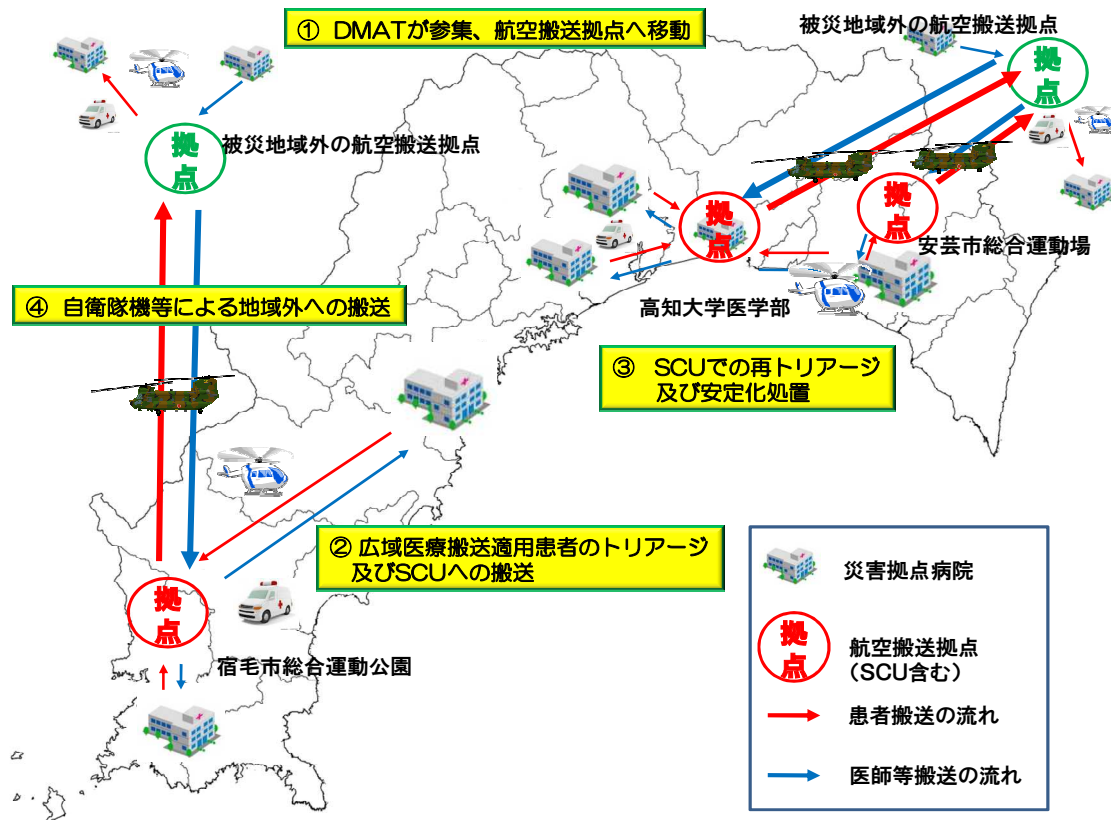 ① DMATが参集、航空搬送拠点へ移動
被災地域外の航空搬送拠点
拠
点
拠
点
被災地域外の航空搬送拠点
拠
点
拠
点
安芸市総合運動場
高知大学医学部
④ 自衛隊機等による地域外への搬送
③ SCUでの再トリアージ
及び安定化処置
② 広域医療搬送適用患者のトリアージ
及びSCUへの搬送
拠
点
宿毛市総合運動公園
災害拠点病院
拠
点
航空搬送拠点
（SCU含む）
患者搬送の流れ
医師等搬送の流れ